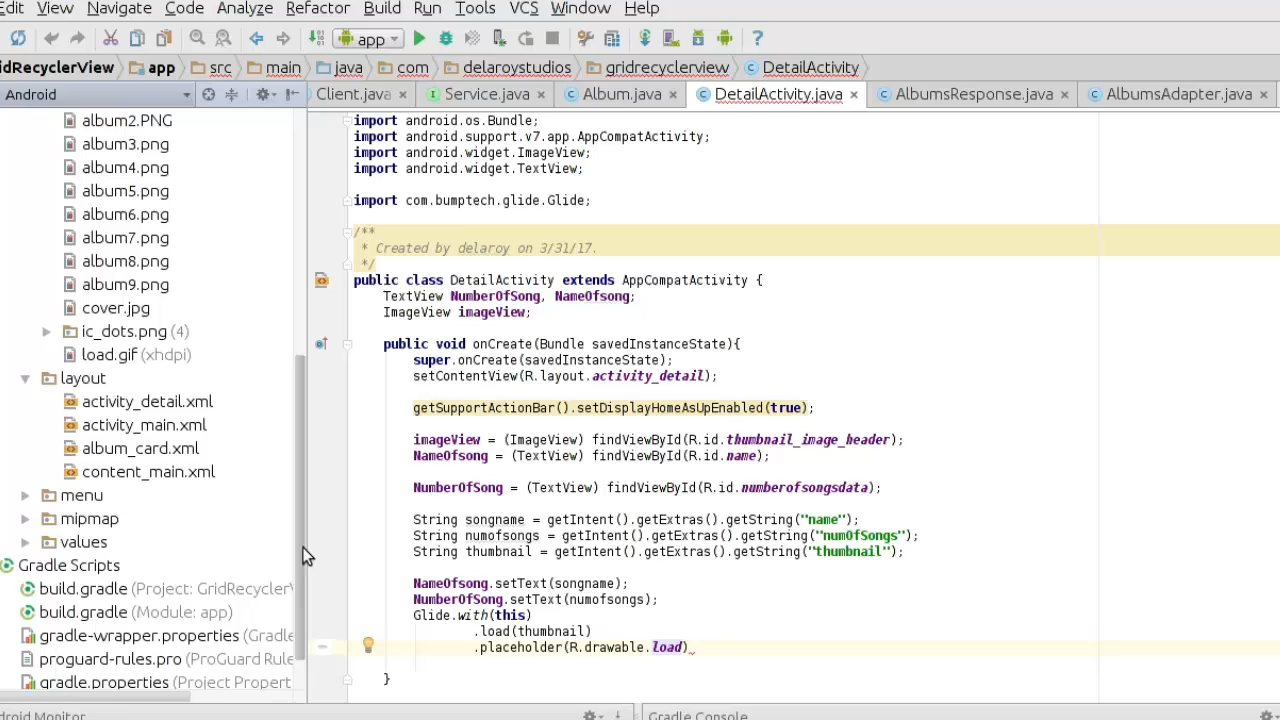 Edit View Navigate Code Analyze Refactor Build Run Tools VCS Window Help
app
GridRecyclerView app src main java com delaroystudios gridrecyclerview DetailActivity
Android Client.java Service.java Album.java DetailActivity.java AlbumsResponse.java AlbumsAdapter.java
album2.PNG
album3.png
album4.png
album5.png
album6.png
album7.png
album8.png
album9.png
cover.jpg
ic_dots.png (4)
load.gif (xhdpi)
layout
activity_detail.xml
activity_main.xml
album_card.xml
content_main.xml
menu
mipmap
values
Gradle Scripts
build.gradle (Project: GridRecyclerV
build.gradle (Module: app)
gradle-wrapper.properties (Gradle
proguard-rules.pro (ProGuard Rule
gradle.properties (Project Propert
import android.os.Bundle;
import android.support.v7.app.AppCompatActivity;
import android.widget.ImageView;
import android.widget.TextView;
import com.bumptech.glide.Glide;
/**
* Created by delaroy on 3/31/17.
*/
public class DetailActivity extends AppCompatActivity {
TextView NumberOfSong, NameOfsong;
ImageView imageView;
public void onCreate(Bundle savedInstanceState){
super.onCreate(savedInstanceState);
setContentView(R.layout.activity_detail);
getSupportActionBar().setDisplayHomeAsUpEnabled(true);
imageView = (ImageView) findViewById(R.id.thumbnail_image_header);
NameOfsong = (TextView) findViewById(R.id.name);
NumberOfSong = (TextView) findViewById(R.id.numberofsongsdata);
String songname = getIntent().getExtras().getString("name");
String numofsongs = getIntent().getExtras().getString("numOfSongs");
String thumbnail = getIntent().getExtras().getString("thumbnail");
NameOfsong.setText(songname);
NumberOfSong.setText(numofsongs);
Glide.with(this)
.load(thumbnail)
.placeholder(R.drawable.load)
}
Android Monitor Gradle Console